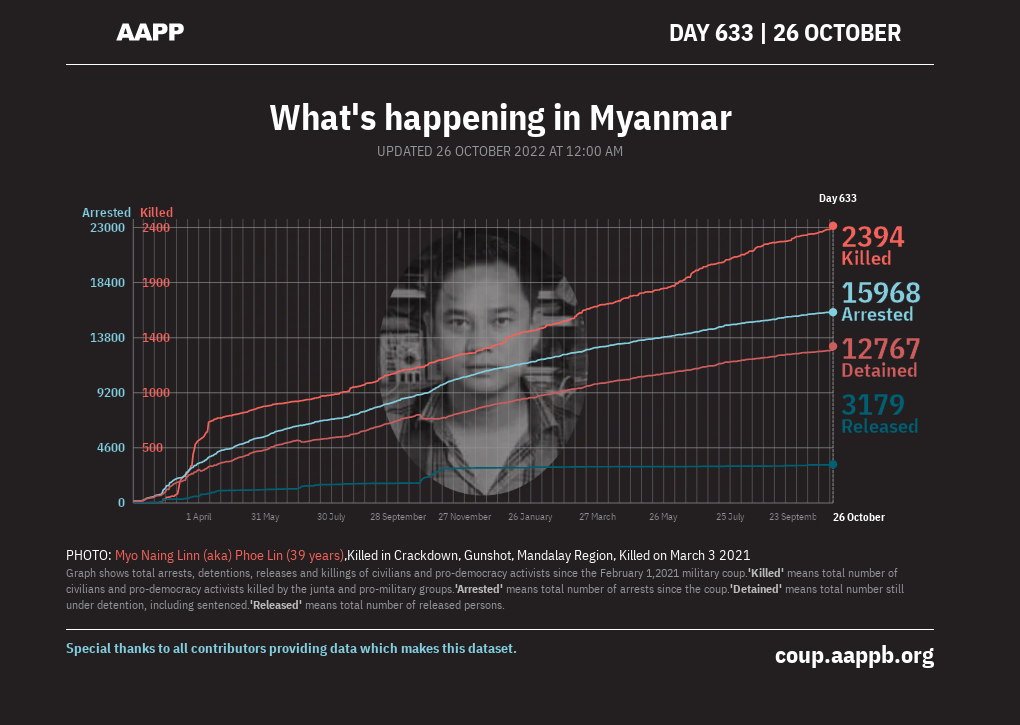 AAPP
DAY 633 | 26 OCTOBER
What's happening in Myanmar
UPDATED 26 OCTOBER 2022 AT 12:00 AM
Day 633
Arrested Killed
23000 2400
18400 1900
13800 1400
9200 1000
4600 500
0
2394
Killed
15968
Arrested
12767
Detained
3179
Released
1 April 31 May 30 July 28 September 27 November 26 January 27 March 26 May 25 July 23 Septemb 26 October
PHOTO: Myo Naing Linn (aka) Phoe Lin (39 years),Killed in Crackdown, Gunshot, Mandalay Region, Killed on March 3 2021
Graph shows total arrests, detentions, releases and killings of civilians and pro-democracy activists since the February 1,2021 military coup.'Killed' means total number of
civilians and pro-democracy activists killed by the junta and pro-military groups.'Arrested' means total number of arrests since the coup.'Detained' means total number still
under detention, including sentenced.'Released' means total number of released persons.
Special thanks to all contributors providing data which makes this dataset.
coup.aappb.org